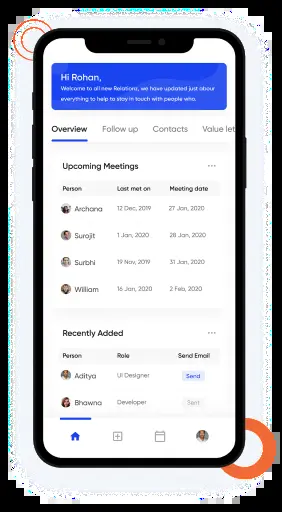 Hi Rohan,
Welcome to all new Relations, we have updated just about
everything to help to stay in touch with people who.
Overview Follow up Contacts Value let
Upcoming Meetings
Person Last met on Meeting date
Archana 12 Dec, 2019 27 Jan, 2020
Surojit 1 Jan, 2020 28 Jan, 2020
Surbhi 19 Nov, 2019 31 Jan, 2020
William 16 Jan, 2020 2 Feb, 2020
Recently Added
Person Role Send Email
Aditya UI Designer Send
Bhawna Developer Sent